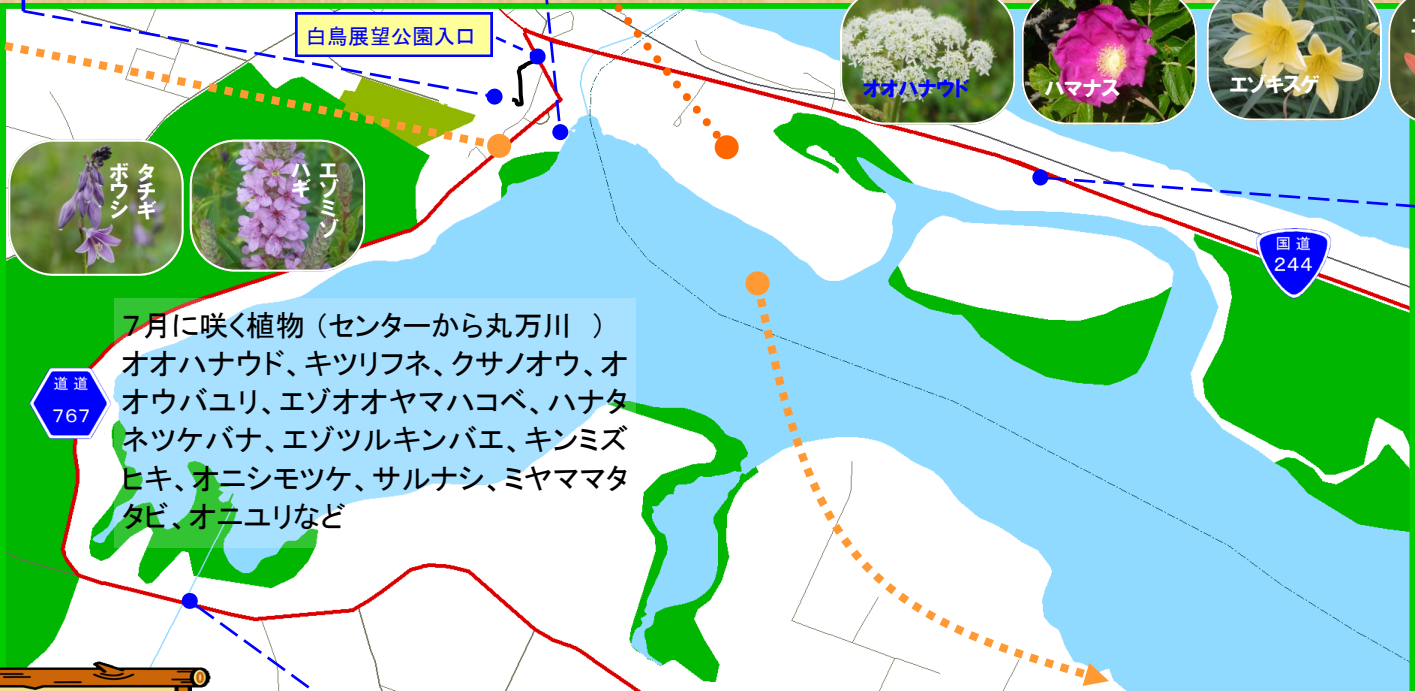 白鳥展望公園入口
オオハナウド
ハマナス
エゾキスゲ
タチギ
ボウシ
エゾミソ
ハギ
国道
244
7月に咲く植物（センターから丸万川　）
オオハナウド、キツリフネ、クサノオウ、オ
オウバユリ、エゾオオヤマハコベ、ハナタ
ネツケバナ、エゾツルキンバエ、キンミズ
ヒキ、オニシモツケ、サルナシ、ミヤママタ
タビ、オニユリなど
道道
767